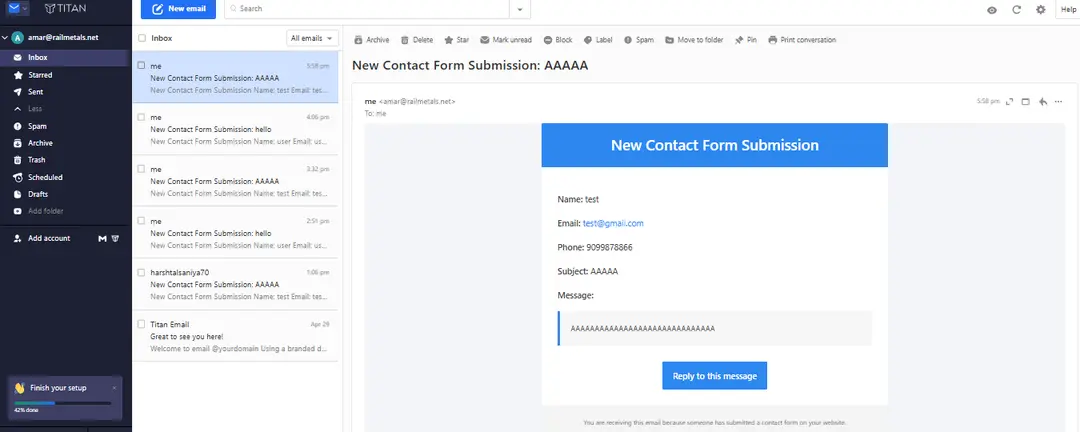 TITAN
New email
Search
Help
amar@railmetals.net
Inbox
Starred
Sent
Less
Spam
Archive
Trash
Scheduled
Drafts
Add folder
Add account
Finish your setup
42% done
Inbox
All emails
me 5:58 pm
New Contact Form Submission: AAAAA
New Contact Form Submission Name: test Email: tes...
me 4:06 pm
New Contact Form Submission: hello
New Contact Form Submission Name: user Email: us...
me 3:32 pm
New Contact Form Submission: AAAAA
New Contact Form Submission Name: test Email: tes...
me 2:51 pm
New Contact Form Submission: hello
New Contact Form Submission Name: user Email: us...
harshtalsaniya70 1:06 pm
New Contact Form Submission: AAAAA
New Contact Form Submission Name: test Email: tes...
Titan Email Apr 29
Great to see you here!
Welcome to email @yourdomain Using a branded d...
Archive Delete Star Mark unread Block Label Spam Move to folder Pin Print conversation
New Contact Form Submission: AAAAA
me <amar@railmetals.net> 5:58 pm
To: me
New Contact Form Submission
Name: test
Email: test@gmail.com
Phone: 9099878866
Subject: AAAAA
Message:
AAAAAAAAAAAAAAAAAAAAAAAAAAAAAA
Reply to this message
You are receiving this email because someone has submitted a contact form on your website.